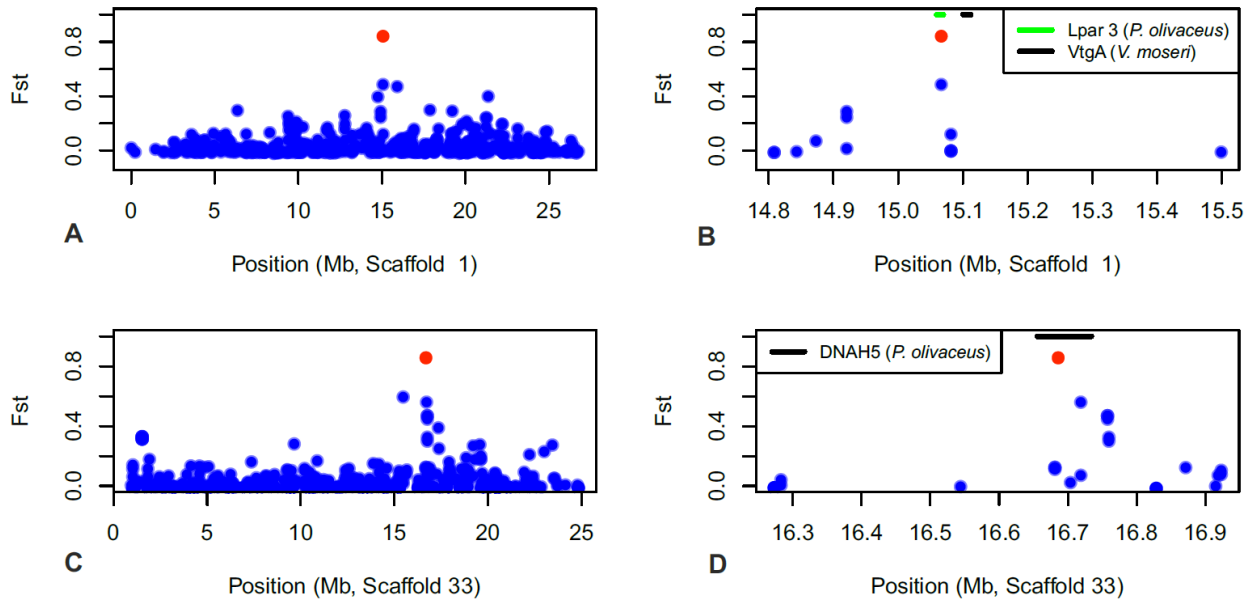 Fst
0.8
0.4
0.0
0 5 10 15 20 25
A
Position (Mb, Scaffold 1)
Fst
0.8
0.4
0.0
Lpar 3 (P. olivaceus)
VtgA (V. moseri)
14.8 14.9 15.0 15.1 15.2 15.3 15.4 15.5
B
Position (Mb, Scaffold 1)
Fst
0.8
0.4
0.0
0 5 10 15 20 25
C
Position (Mb, Scaffold 33)
Fst
0.8
0.4
0.0
DNAH5 (P. olivaceus)
16.3 16.4 16.5 16.6 16.7 16.8 16.9
D
Position (Mb, Scaffold 33)